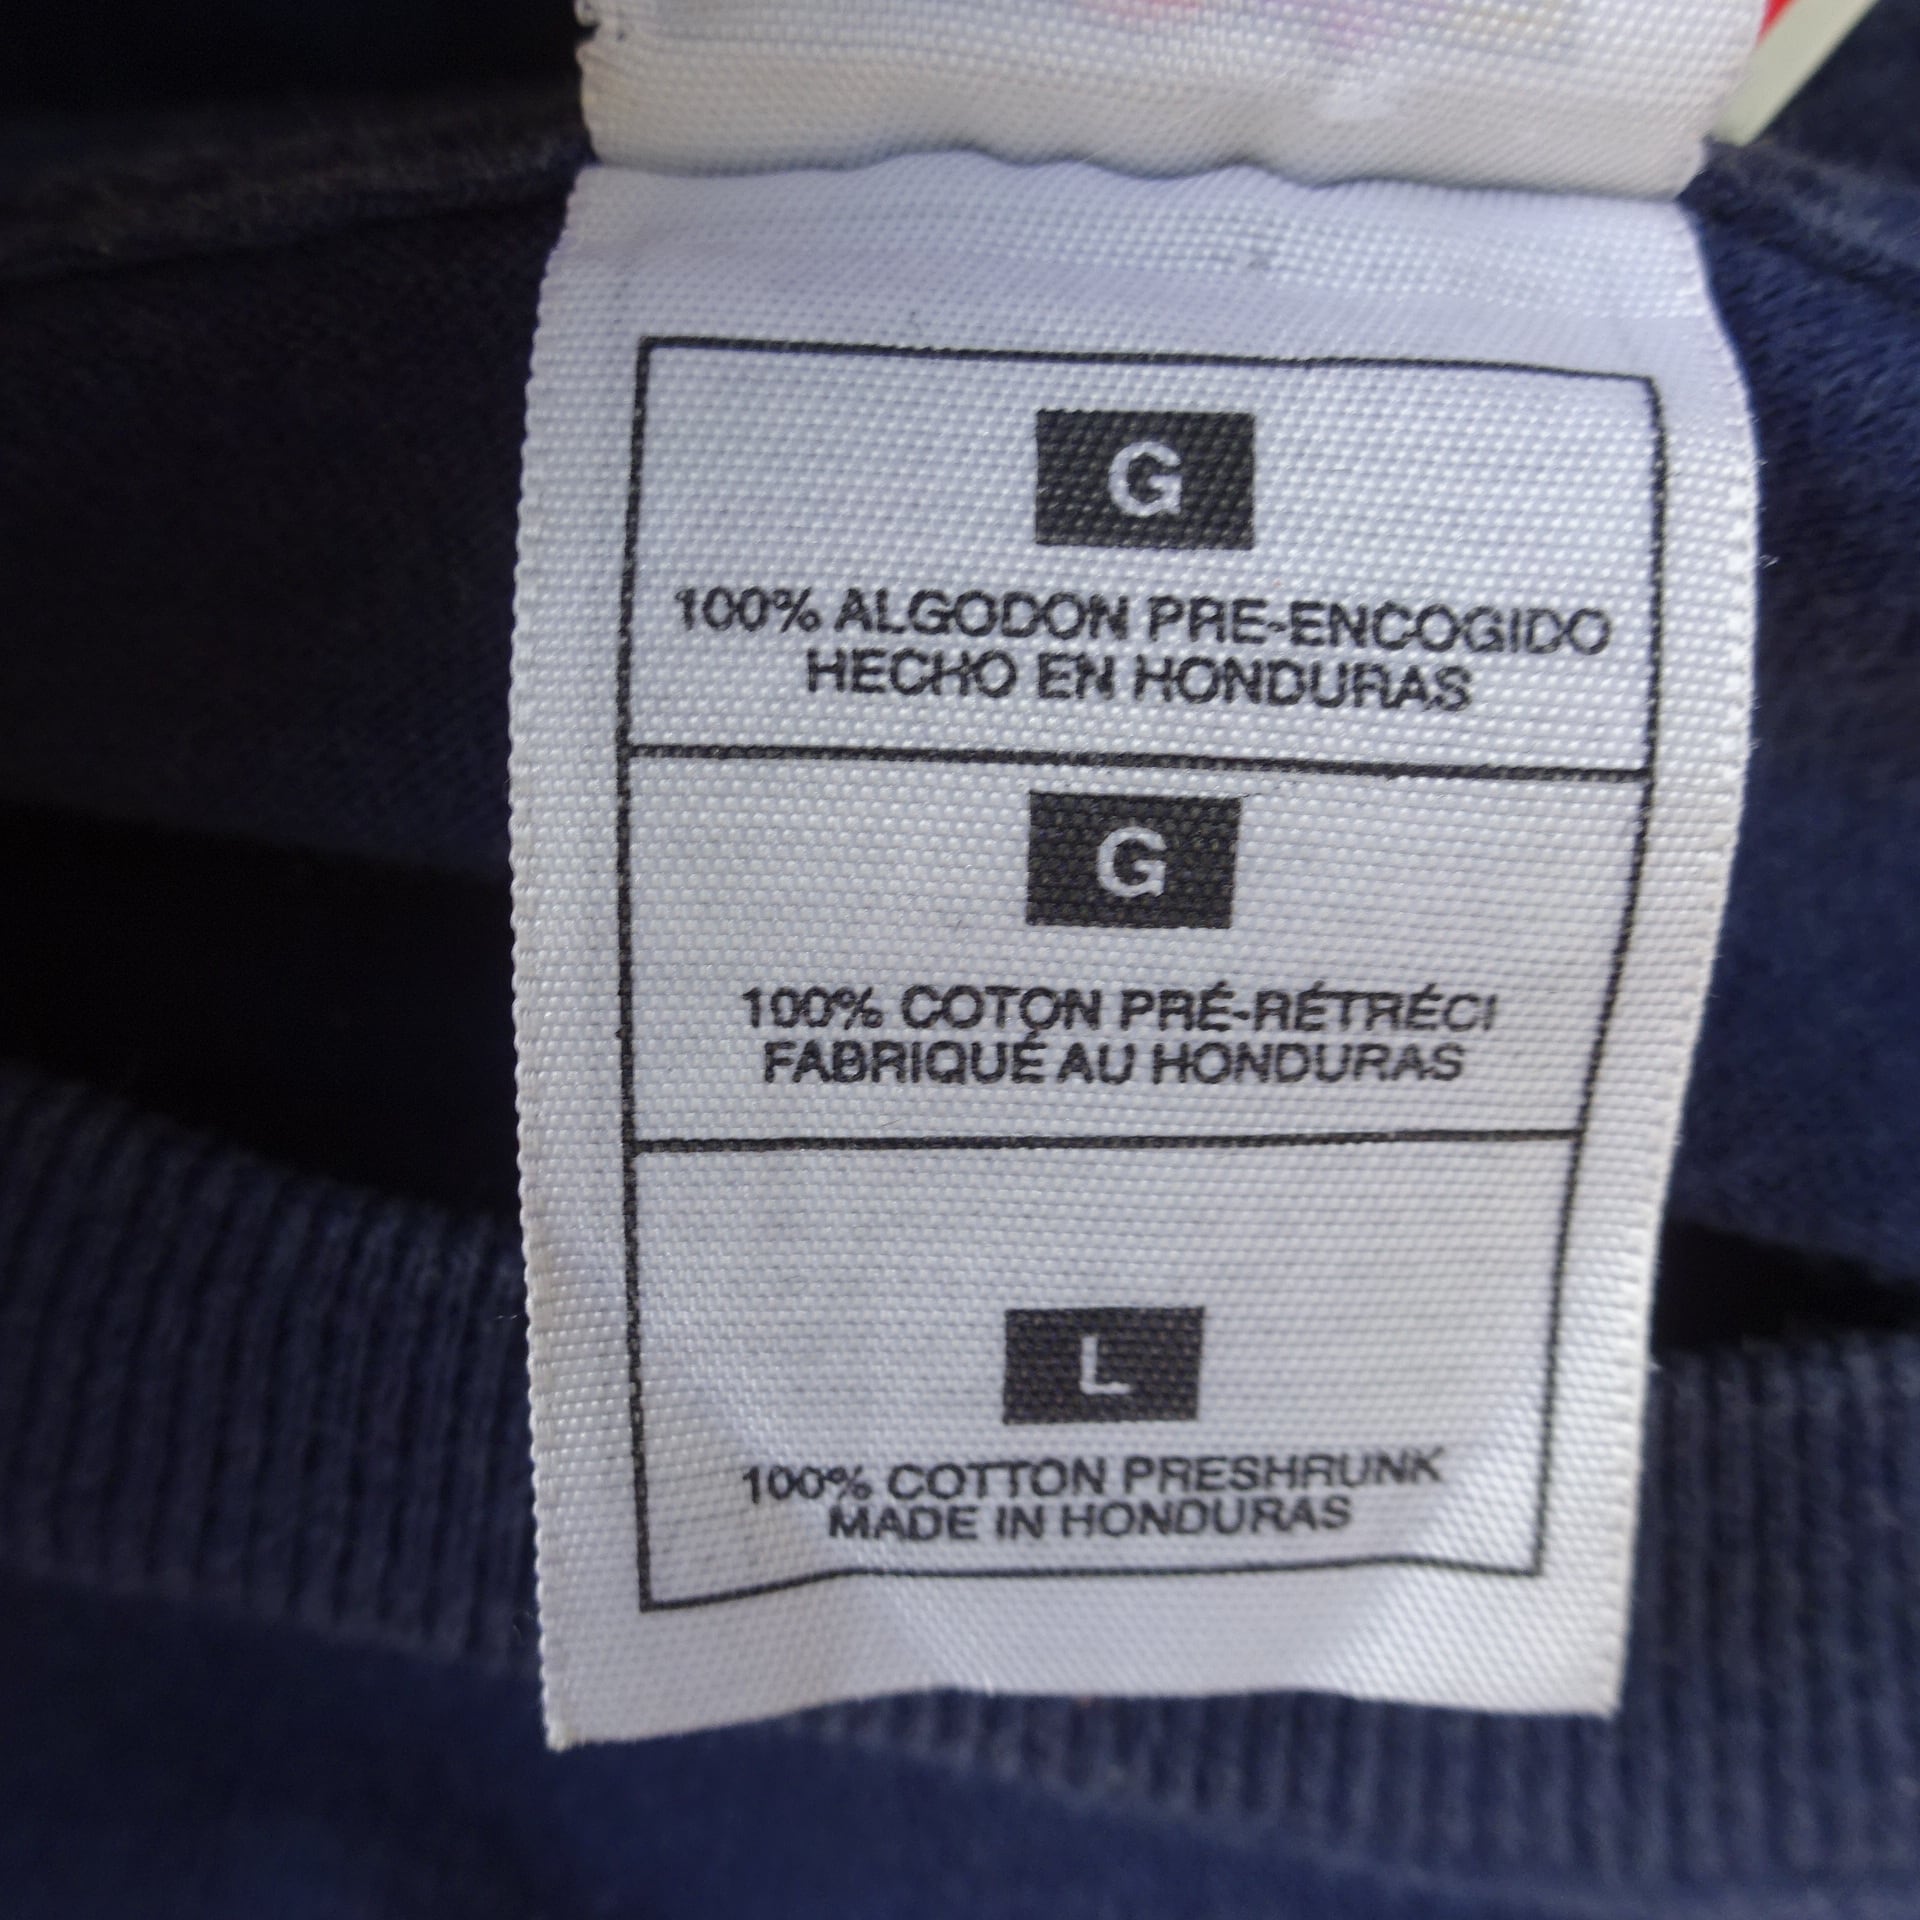 G
100% ALGODON PRE-ENCOGIDO
HECHO EN HONDURAS
G
100% COTON PRÉ-RÉTRÉCI
FABRIQUÉ AU HONDURAS
L
100% COTTON PRESHRUNK
MADE IN HONDURAS